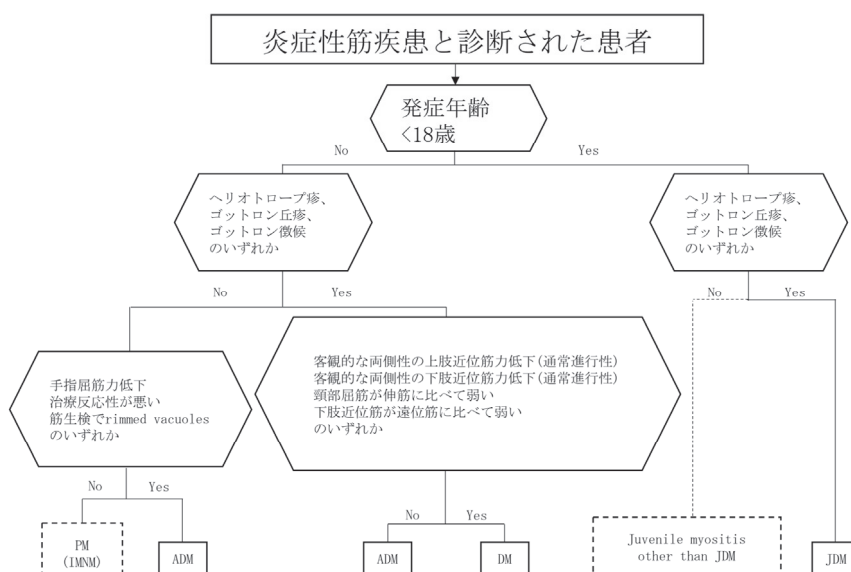 炎症性筋疾患と診断された患者
発症年齢
<18歳
No
Yes
ヘリオトロープ疹、
ゴットロン丘疹、
ゴットロン徴候
のいずれか
ヘリオトロープ疹、
ゴットロン丘疹、
ゴットロン徴候
のいずれか
No
Yes
No
Yes
手指屈筋力低下
治療反応性が悪い
筋生検でrimmed vacuoles
のいずれか
客観的な両側性の上肢近位筋力低下(通常進行性)
客観的な両側性の下肢近位筋力低下(通常進行性)
頸部屈筋が伸筋に比べて弱い
下肢近位筋が遠位筋に比べて弱い
のいずれか
No
Yes
No
Yes
PM
(IMNM)
ADM
ADM
DM
Juvenile myositis
other than JDM
JDM